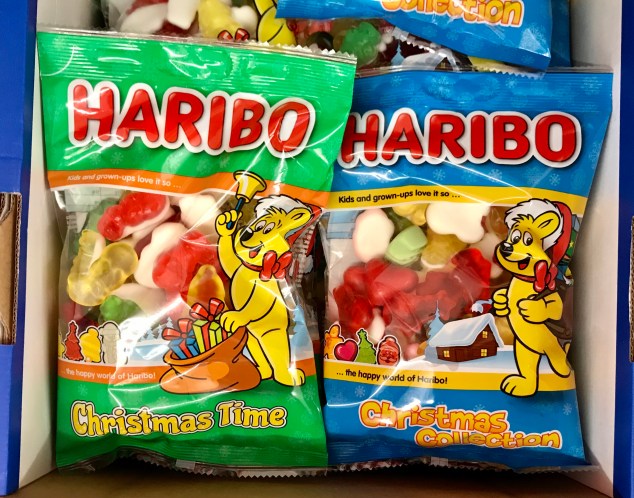 Collection
HARIBO
Kids and grown-ups love it so ...
... the happy world of Haribo!
Christmas Time
HARIBO
Kids and grown-ups love it so ...
... the happy world of Haribo!
Christmas
Collection